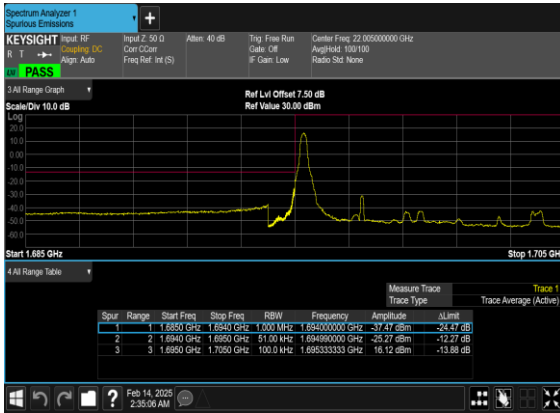 Spectrum Analyzer 1
Spurious Emissions
KEYSIGHT Input: RF Input Z: 50 Ω Atten: 40 dB Trig: Free Run Center Freq: 22.005000000 GHz
R T Coupling: DC Corr CCorr Gate: Off Avg|Hold: 100/100
Align: Auto Freq Ref: Int (S) IF Gain: Low Radio Std: None
PASS
3 All Range Graph Ref Lvl Offset 7.50 dB
Scale/Div 10.0 dB Ref Value 30.00 dBm
Log
20.0
10.0
0.00
-10.0
-20.0
-30.0
-40.0
-50.0
-60.0
Start 1.685 GHz Stop 1.705 GH
4 All Range Table
Measure Trace Trace 1
Trace Type Trace Average (Active)
Spur Range Start Freq Stop Freq RBW Frequency Amplitude ΔLimit
1 1 1.6850 GHz 1.6940 GHz 1.000 MHz 1.694000000 GHz -37.47 dBm -24.47 dB
2 2 1.6940 GHz 1.6950 GHz 51.00 kHz 1.694990000 GHz -25.27 dBm -12.27 dB
3 3 1.6950 GHz 1.7050 GHz 100.0 kHz 1.695333333 GHz 16.12 dBm -13.88 dB
? Feb 14, 2025
2:35:06 AM